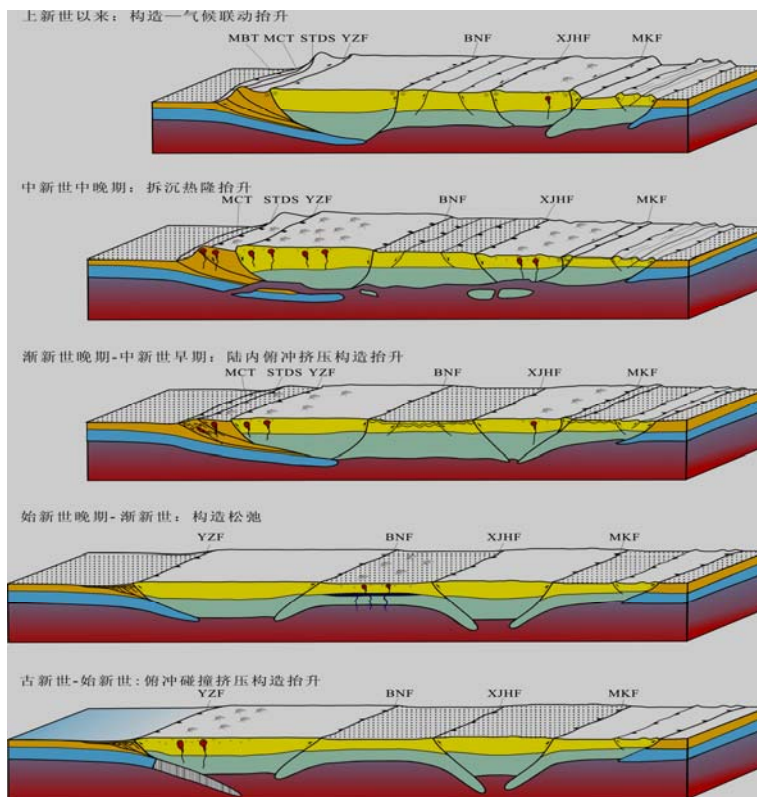 上新世以来：构造—气候联动抬升
MBT MCT STDS YZF BNF XJHF MKF
中新世中晚期：拆沉热隆抬升
MCT STDS YZF BNF XJHF MKF
渐新世晚期-中新世早期：陆内俯冲挤压构造抬升
MCT STDS YZF BNF XJHF MKF
始新世晚期-渐新世：构造松弛
YZF BNF XJHF MKF
古新世-始新世:俯冲碰撞挤压构造抬升
YZF BNF XJHF MKF